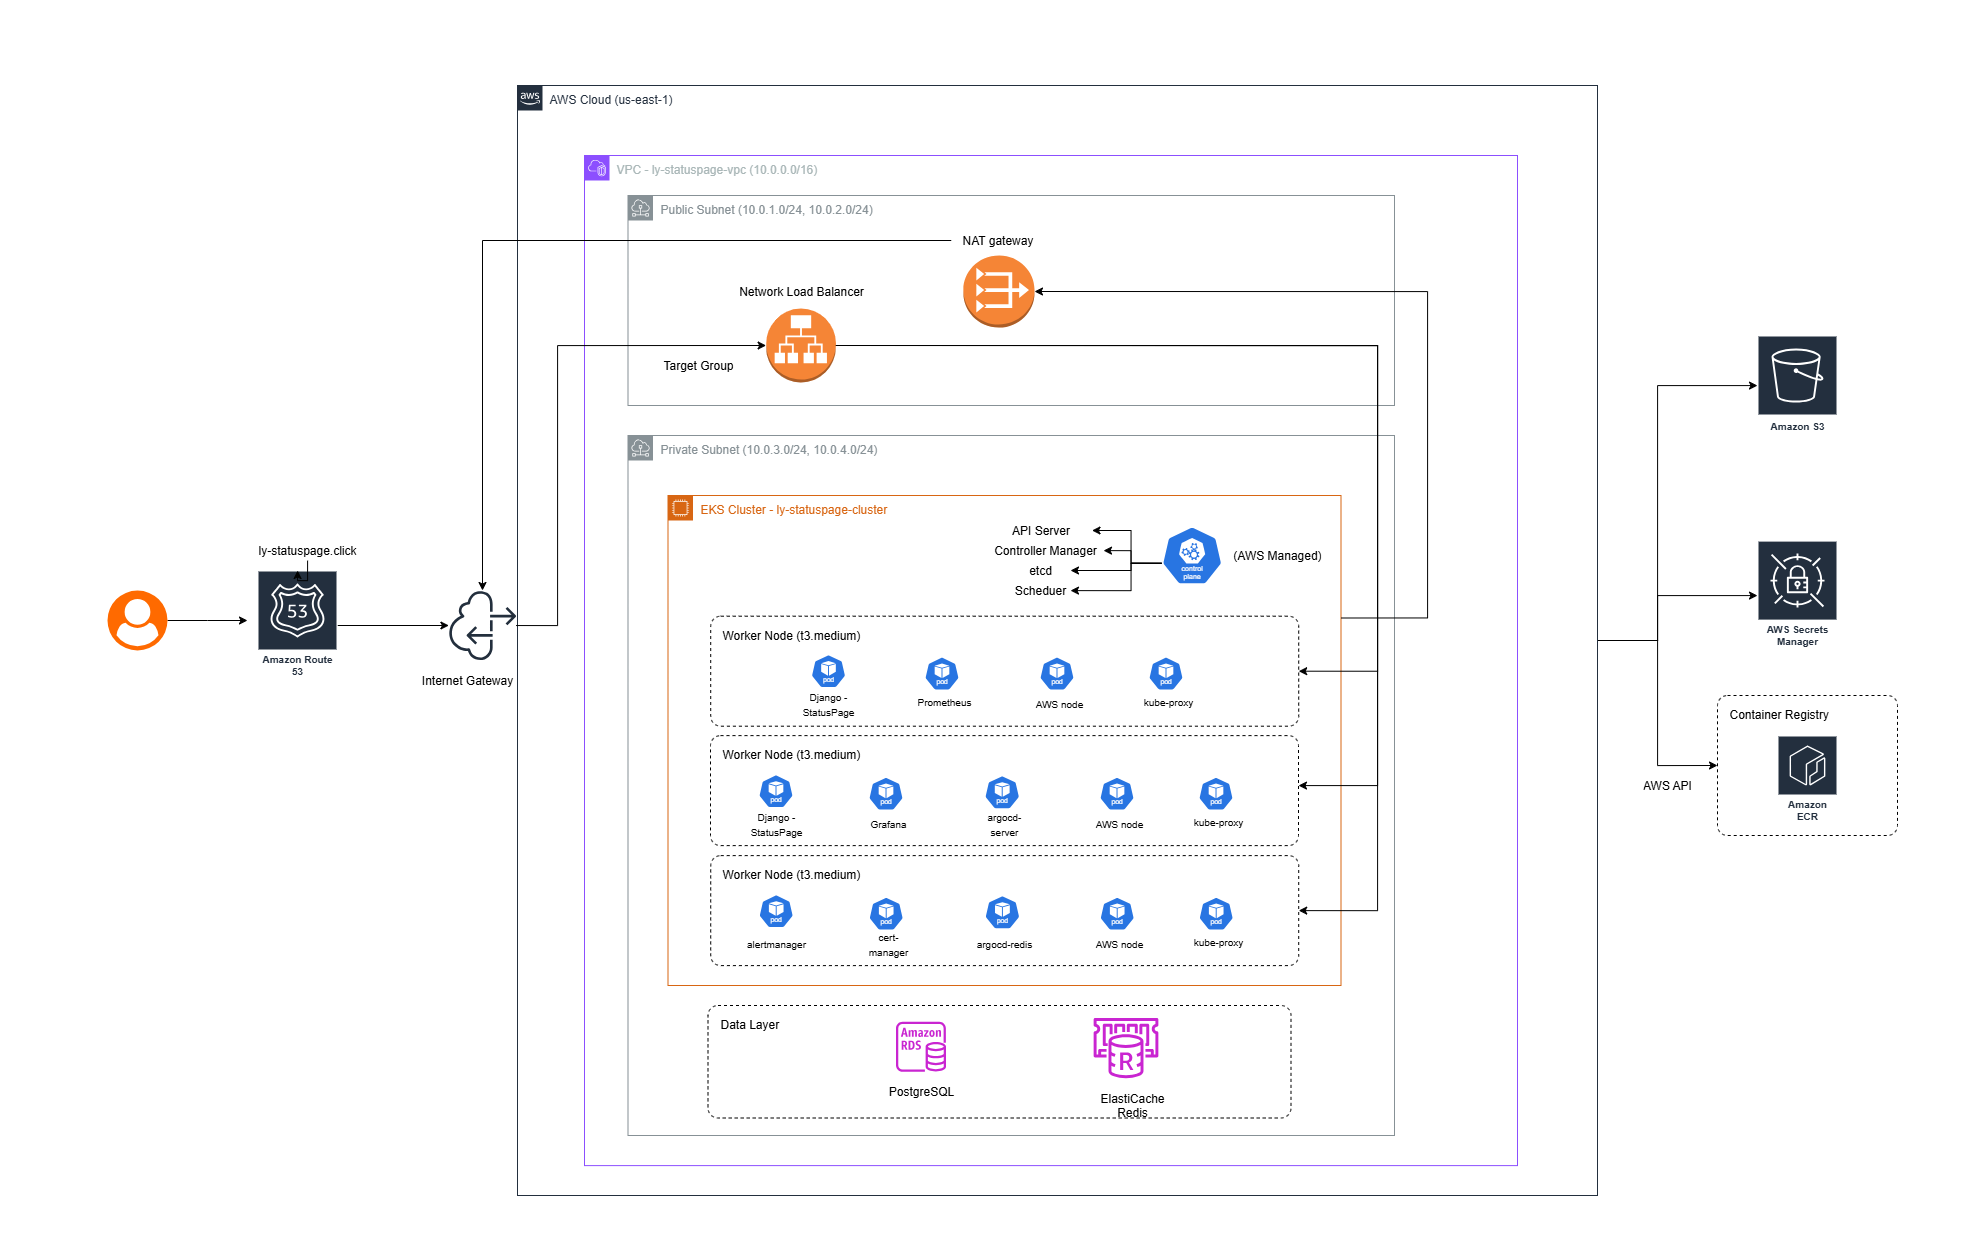 aws
AWS Cloud (us-east-1)
VPC - ly-statuspage-vpc (10.0.0.0/16)
Public Subnet (10.0.1.0/24, 10.0.2.0/24)
NAT gateway
Network Load Balancer
Target Group
Private Subnet (10.0.3.0/24, 10.0.4.0/24)
EKS Cluster - ly-statuspage-cluster
API Server
Controller Manager
etcd
Scheduer
control
plane
(AWS Managed)
ly-statuspage.click
53
Amazon Route
53
Internet Gateway
Worker Node (t3.medium)
pod
pod
pod
pod
Django -
StatusPage
Prometheus
AWS node
kube-proxy
Worker Node (t3.medium)
pod
pod
pod
pod
pod
Django -
StatusPage
Grafana
argocd-
server
AWS node
kube-proxy
Worker Node (t3.medium)
pod
pod
pod
pod
pod
alertmanager
cert-
manager
argocd-redis
AWS node
kube-proxy
Data Layer
Amazon
RDS
PostgreSQL
R
ElastiCache
Redis
Amazon S3
AWS Secrets
Manager
Container Registry
Amazon
ECR
AWS API